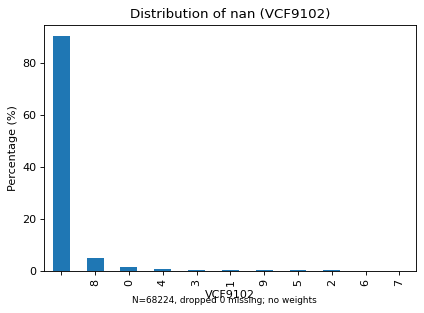 Distribution of nan (VCF9102)
Percentage (%)
80
60
40
20
0
8 0 4 3 1 9 5 2 6 7
VCF9102
N=68224, dropped 0 missing; no weights